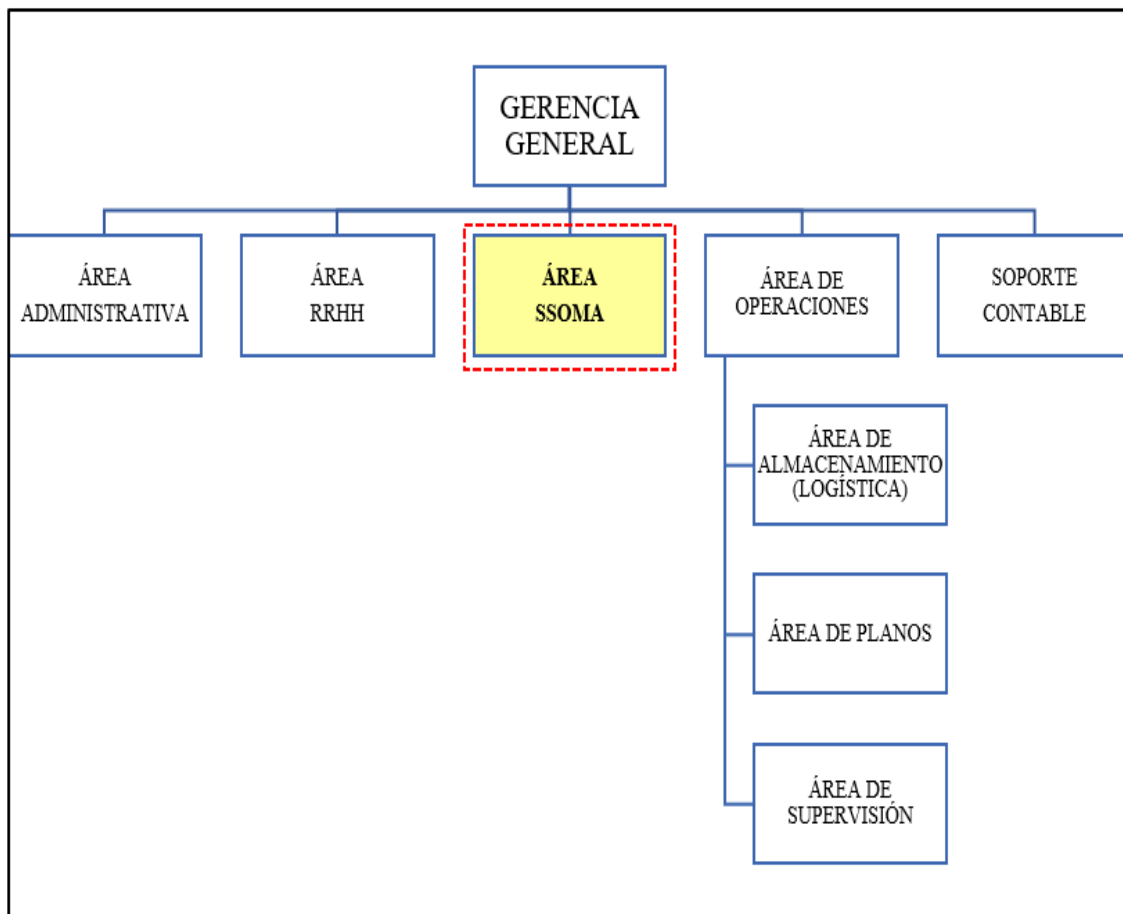 GERENCIA
GENERAL
ÁREA
ADMINISTRATIVA
ÁREA
RRHH
ÁREA
SSOMA
ÁREA DE
OPERACIONES
SOPORTE
CONTABLE
ÁREA DE
ALMACENAMIENTO
(LOGÍSTICA)
ÁREA DE PLANOS
ÁREA DE
SUPERVISIÓN